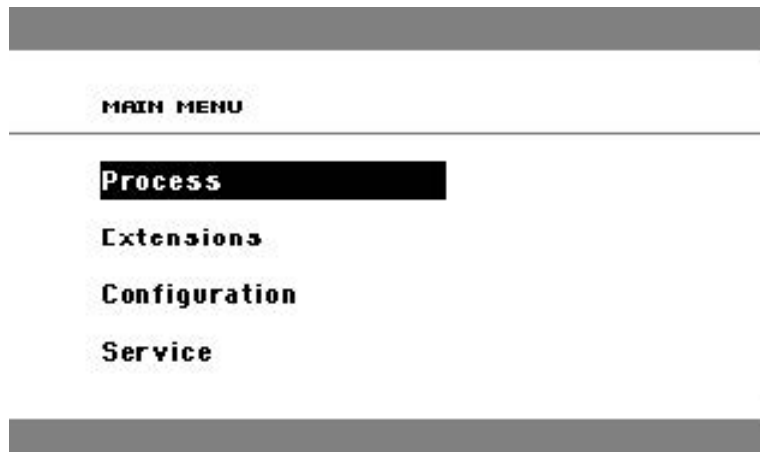 MAIN MENU
Process
Extensions
Configuration
Service